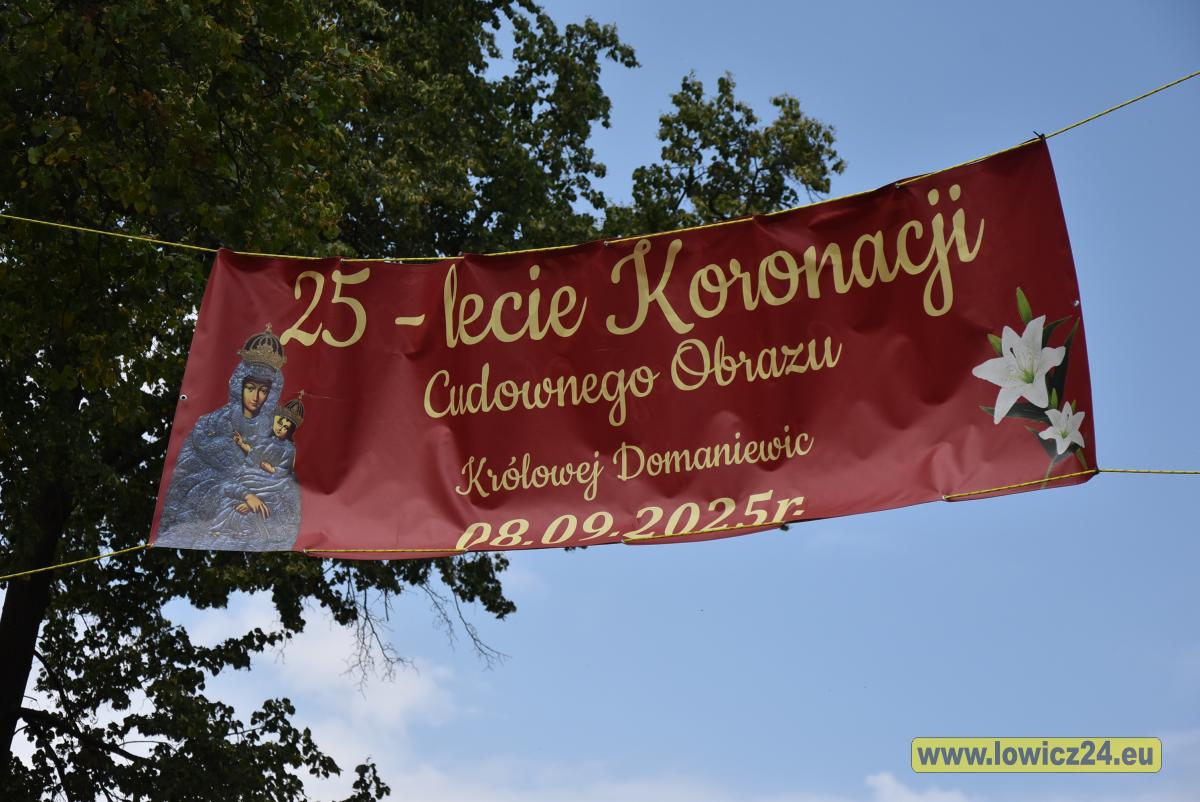 25 - lecie Koronacji
Cudownego Obrazu
Królowej Domaniewic
08.09.2025r.
www.lowicz24.eu